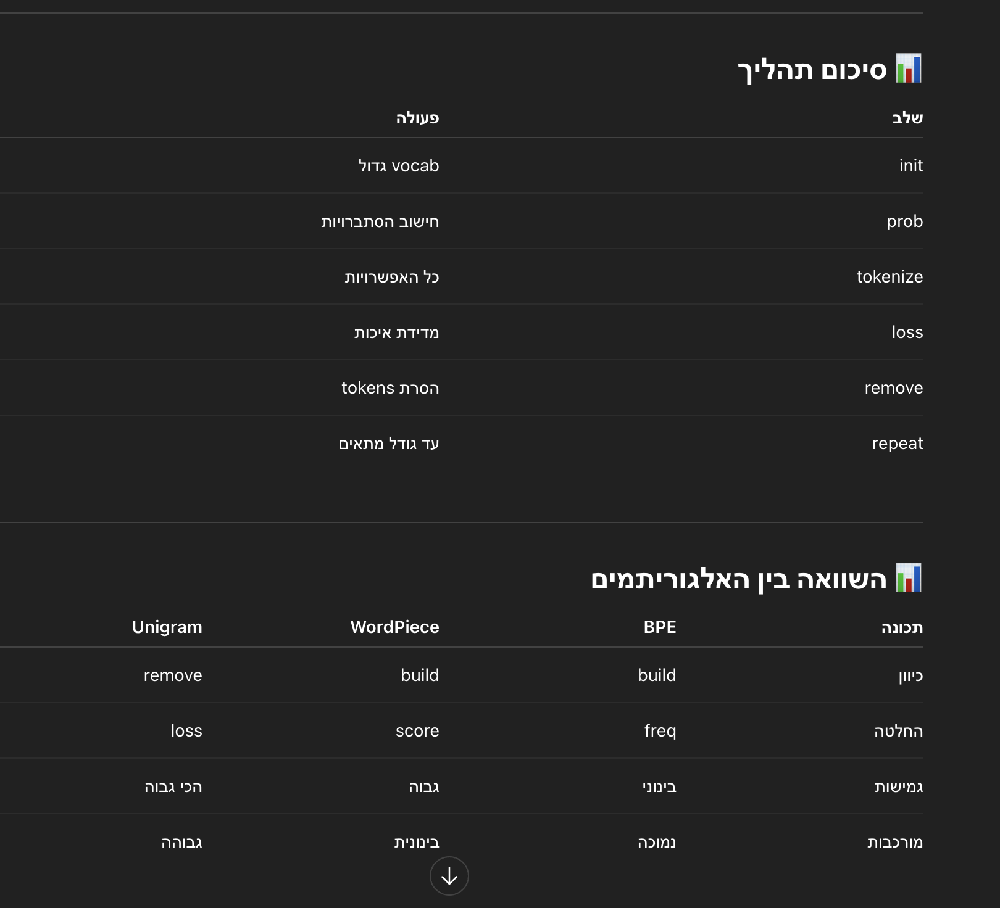 📊 סיכום תהליך
שלב פעולה
init vocab גדול
prob חישוב הסתברויות
tokenize כל האפשרויות
loss מדידת איכות
remove הסרת tokens
repeat עד גודל מתאים
📊 השוואה בין האלגוריתמים
תכונה BPE WordPiece Unigram
כיוון build build remove
החלטה freq score loss
גמישות בינוני גבוה הכי גבוה
מורכבות נמוכה בינונית גבוהה